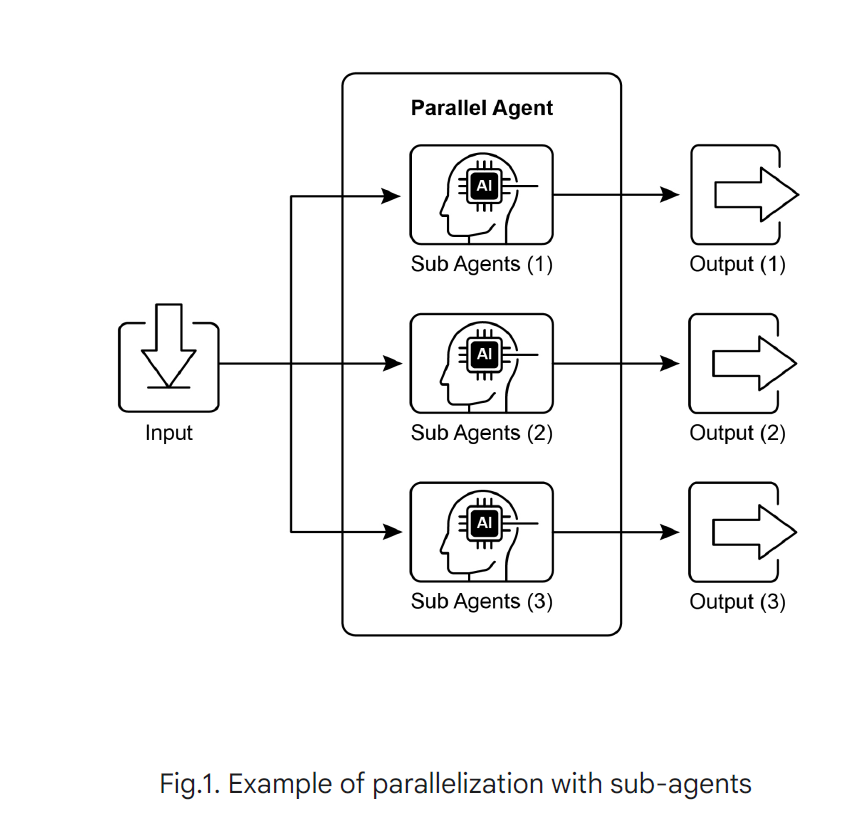 Parallel Agent
AI
Sub Agents (1)
Output (1)
AI
Input
Sub Agents (2)
Output (2)
AI
Sub Agents (3)
Output (3)
Fig.1. Example of parallelization with sub-agents